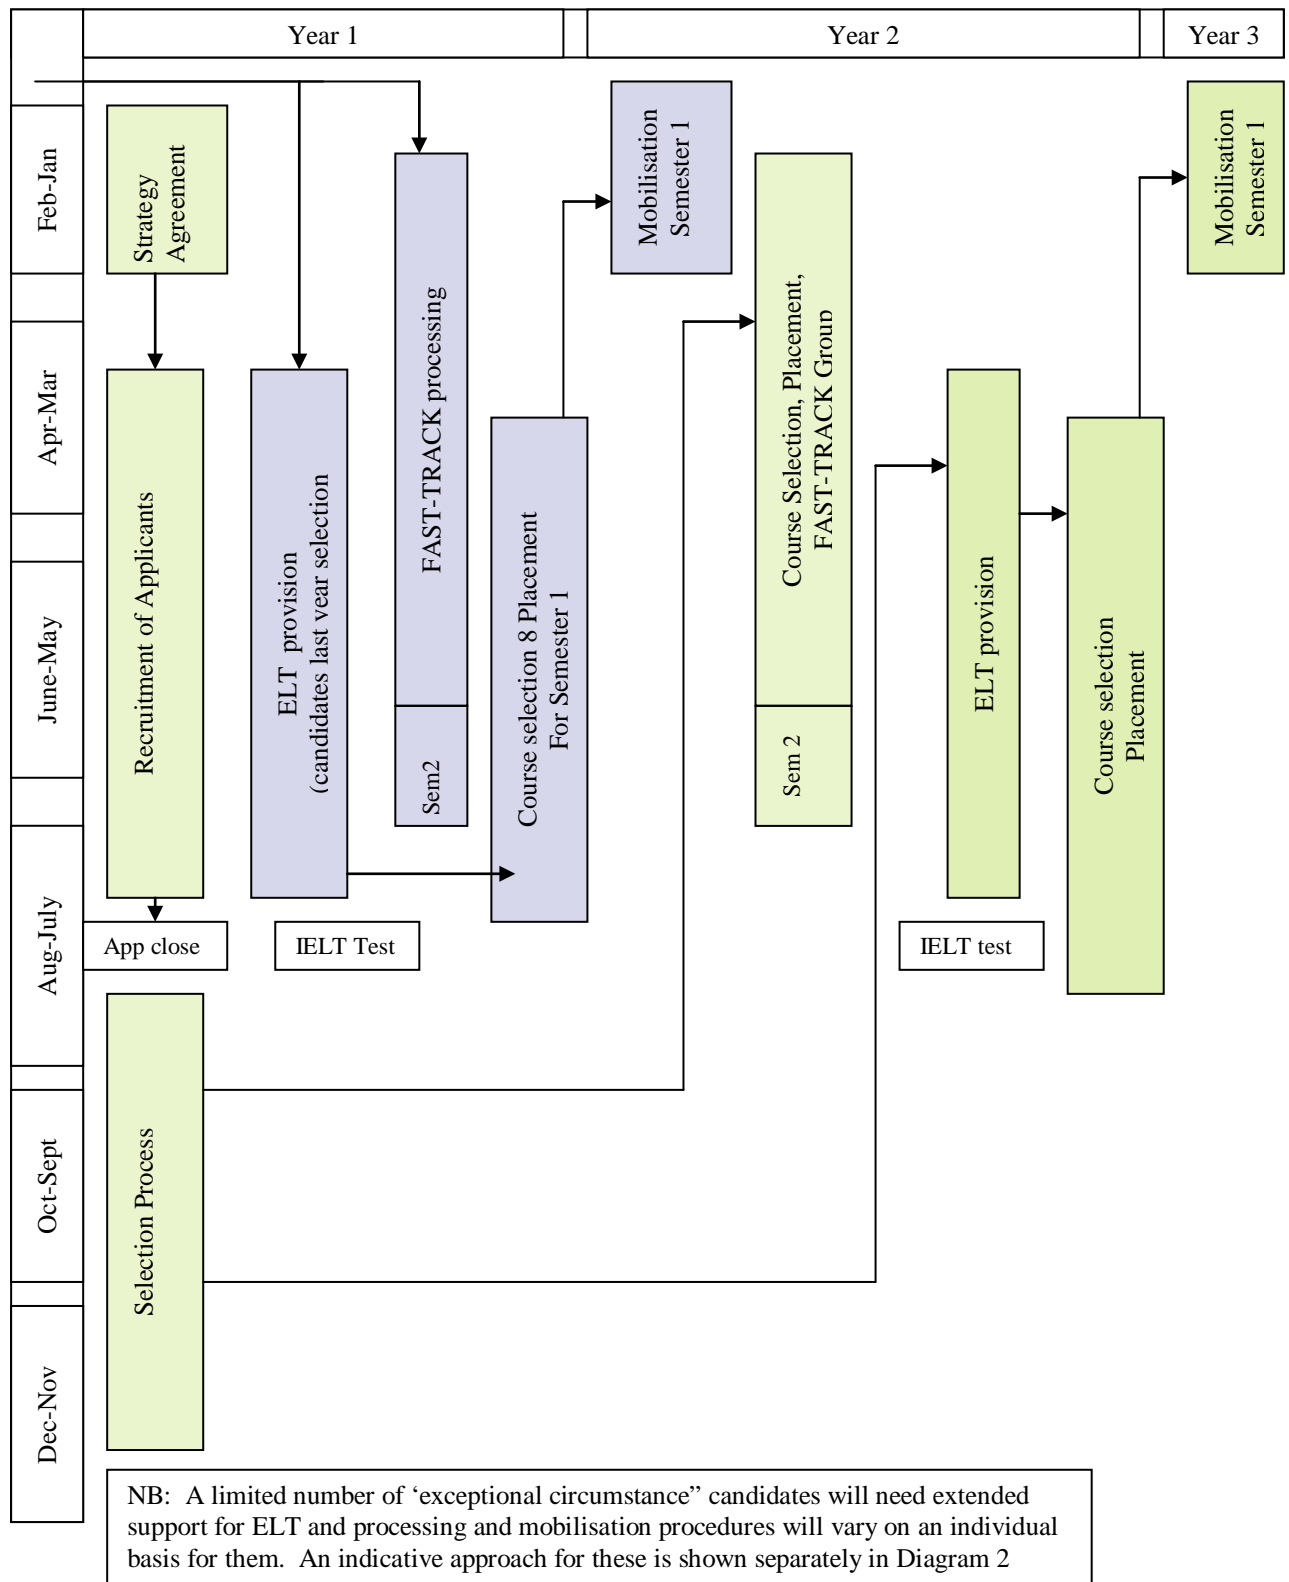 Year 1
Year 2
Year 3
Feb-Jan
Apr-Mar
June-May
Aug-July
Oct-Sept
Dec-Nov
Strategy
Agreement
Recruitment of Applicants
App close
Selection Process
ELT provision
(candidates last year selection
IELT Test
FAST-TRACK processing
Sem2
Course selection 8 Placement
For Semester 1
Mobilisation
Semester 1
Course Selection, Placement,
FAST-TRACK Group
Sem 2
ELT provision
IELT test
Course selection
Placement
Mobilisation
Semester 1
NB: A limited number of ‘exceptional circumstance” candidates will need extended
support for ELT and processing and mobilisation procedures will vary on an individual
basis for them. An indicative approach for these is shown separately in Diagram 2